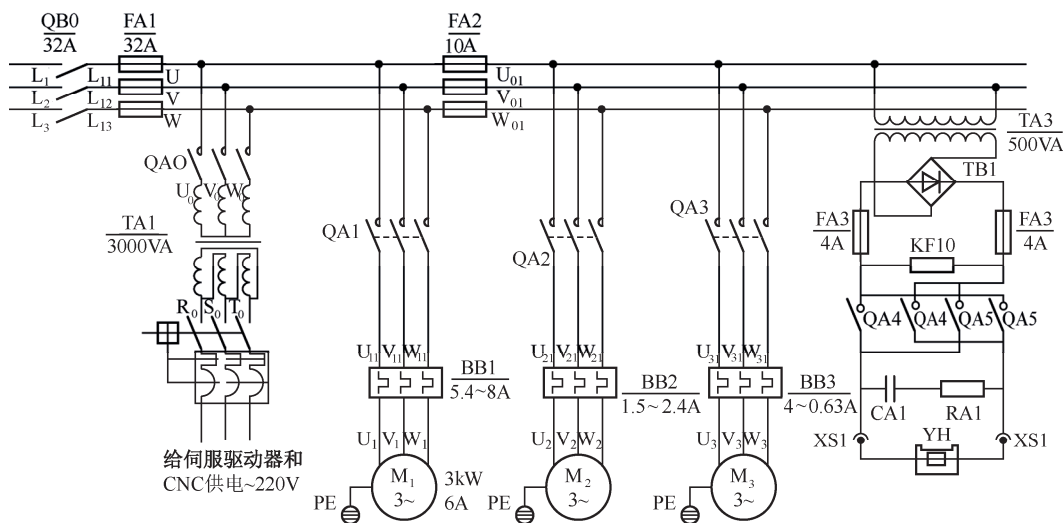 QB0
32A
FA1
32A
FA2
10A
L1
L11
U
U01
L2
L12
V
V01
L3
L13
W
W01
TA3
500VA
QAO
TB1
U0
V0
W0
TA1
3000VA
QA1
QA2
QA3
FA3
4A
FA3
4A
KF10
R0
S0
T0
QA4
QA4
QA5
QA5
U11
V11
W11
U21
V21
W21
U31
V31
W31
BB1
5.4~8A
BB2
1.5~2.4A
BB3
4~0.63A
CA1
RA1
U1
V1
W1
U2
V2
W2
U3
V3
W3
XS1
YH
XS1
给伺服驱动器和
CNC供电~220V
M1
3~
3kW
6A
M2
3~
M3
3~
PE
PE
PE